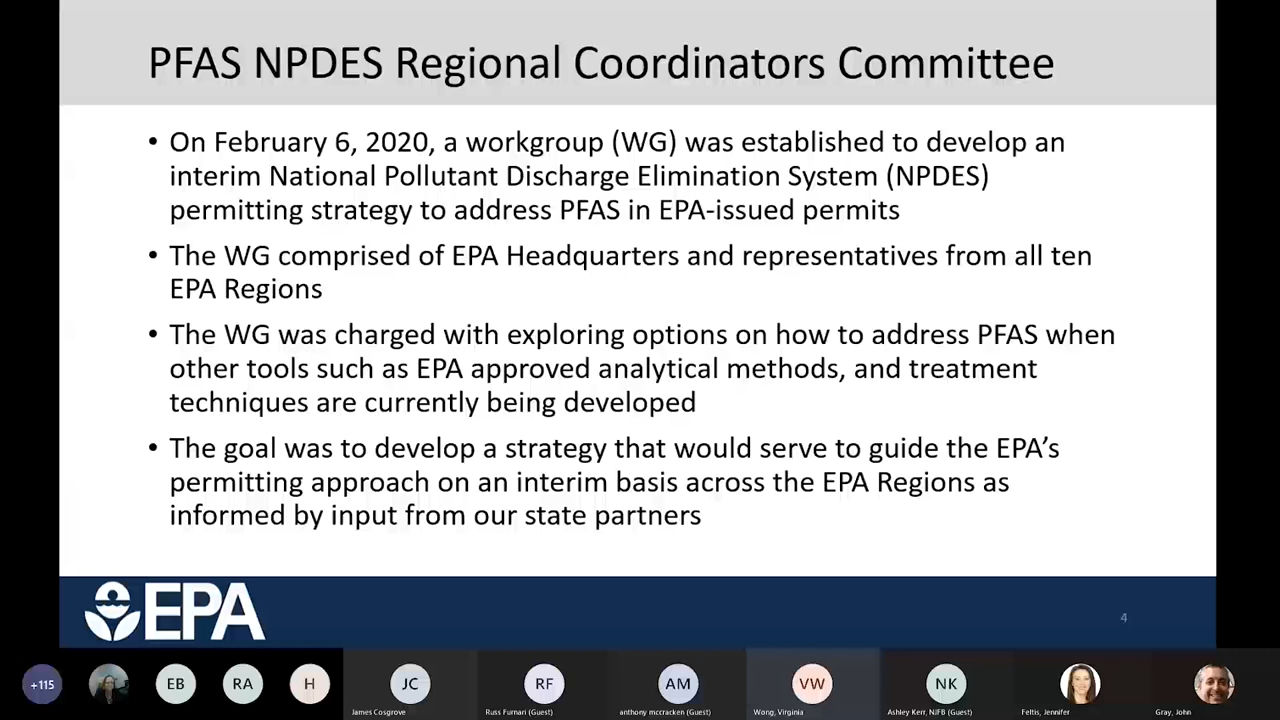 PFAS NPDES Regional Coordinators Committee
• On February 6, 2020, a workgroup (WG) was established to develop an
interim National Pollutant Discharge Elimination System (NPDES)
permitting strategy to address PFAS in EPA-issued permits
• The WG comprised of EPA Headquarters and representatives from all ten
EPA Regions
• The WG was charged with exploring options on how to address PFAS when
other tools such as EPA approved analytical methods, and treatment
techniques are currently being developed
• The goal was to develop a strategy that would serve to guide the EPA's
permitting approach on an interim basis across the EPA Regions as
informed by input from our state partners
EPA
4
+115 EB RA H JC RF AM VW NK
James Cosgrove Russ Furnari (Guest) anthony mccracken (Guest) Wong, Virginia Ashley Kerr, NJFB (Guest) Feltis, Jennifer Gray, John